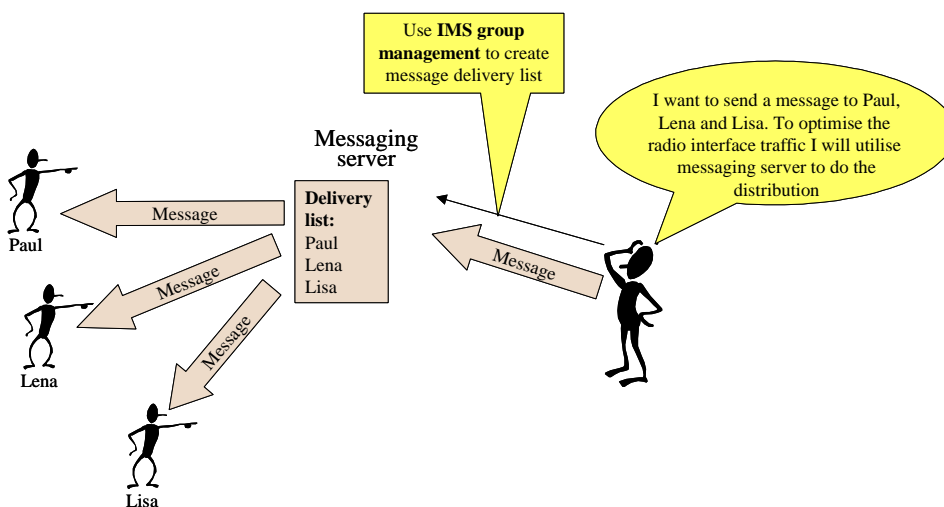 Use IMS group
management to create
message delivery list
I want to send a message to Paul,
Lena and Lisa. To optimise the
radio interface traffic I will utilise
messaging server to do the
distribution
Messaging
server
Delivery
list:
Paul
Lena
Lisa
Message
Paul
Message
Lena
Message
Lisa
Message